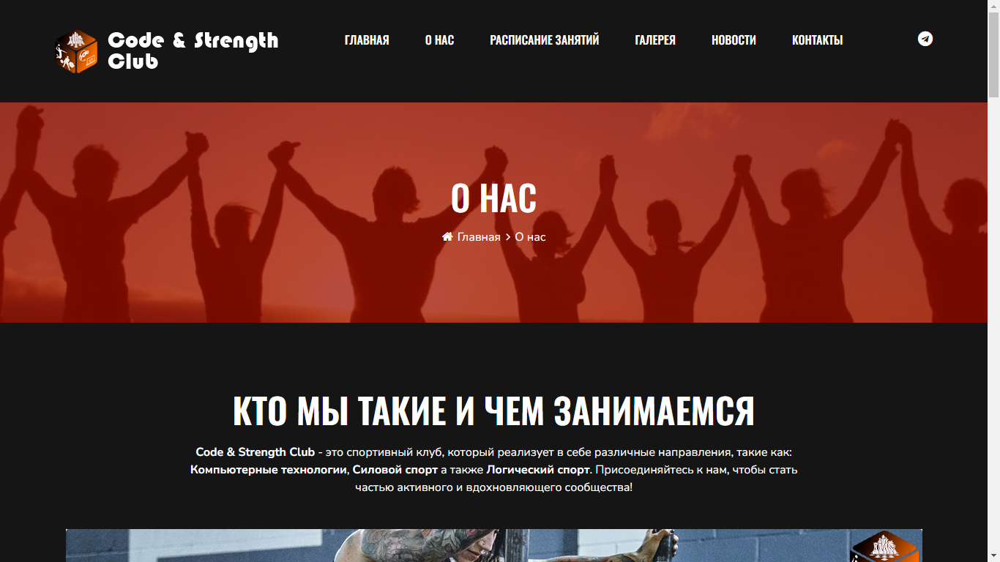 Code & Strength
Club
ГЛАВНАЯ
О НАС
РАСПИСАНИЕ ЗАНЯТИЙ
ГАЛЕРЕЯ
НОВОСТИ
КОНТАКТЫ
О НАС
Главная > О нас
КТО МЫ ТАКИЕ И ЧЕМ ЗАНИМАЕМСЯ
Code & Strength Club - это спортивный клуб, который реализует в себе различные направления, такие как:
Компьютерные технологии, Силовой спорт а также Логический спорт. Присоединяйтесь к нам, чтобы стать
частью активного и вдохновляющего сообщества!